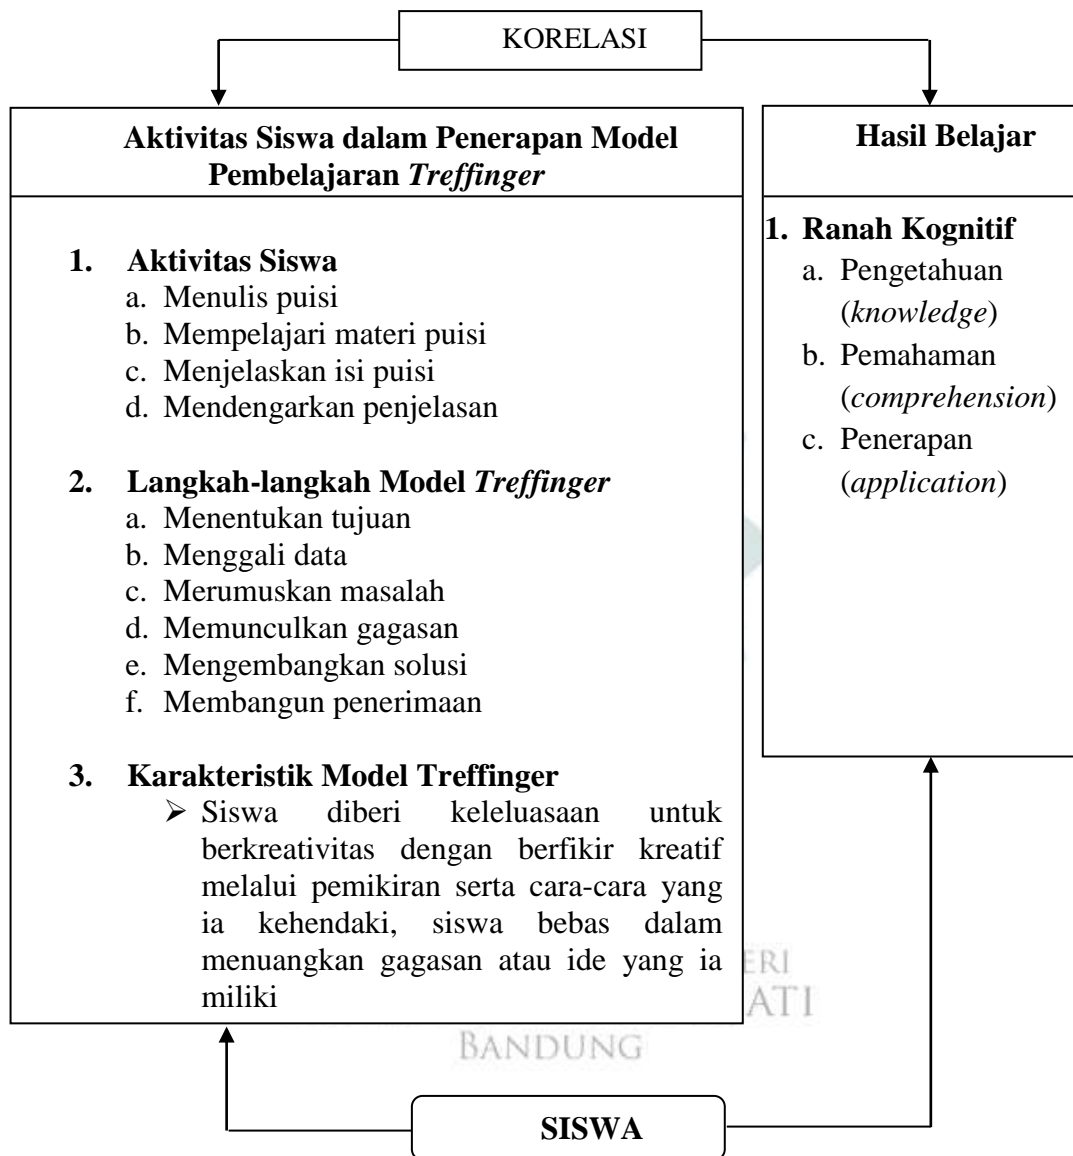 KORELASI
Aktivitas Siswa dalam Penerapan Model
Pembelajaran Treffinger
1. Aktivitas Siswa
a. Menulis puisi
b. Mempelajari materi puisi
c. Menjelaskan isi puisi
d. Mendengarkan penjelasan
2. Langkah-langkah Model Treffinger
a. Menentukan tujuan
b. Menggali data
c. Merumuskan masalah
d. Memunculkan gagasan
e. Mengembangkan solusi
f. Membangun penerimaan
3. Karakteristik Model Treffinger
➢ Siswa diberi keleluasaan untuk
berkreativitas dengan berfikir kreatif
melalui pemikiran serta cara-cara yang
ia kehendaki, siswa bebas dalam
menuangkan gagasan atau ide yang ia
miliki
Hasil Belajar
1. Ranah Kognitif
a. Pengetahuan
(knowledge)
b. Pemahaman
(comprehension)
c. Penerapan
(application)
ERI
ATI
BANDUNG
SISWA